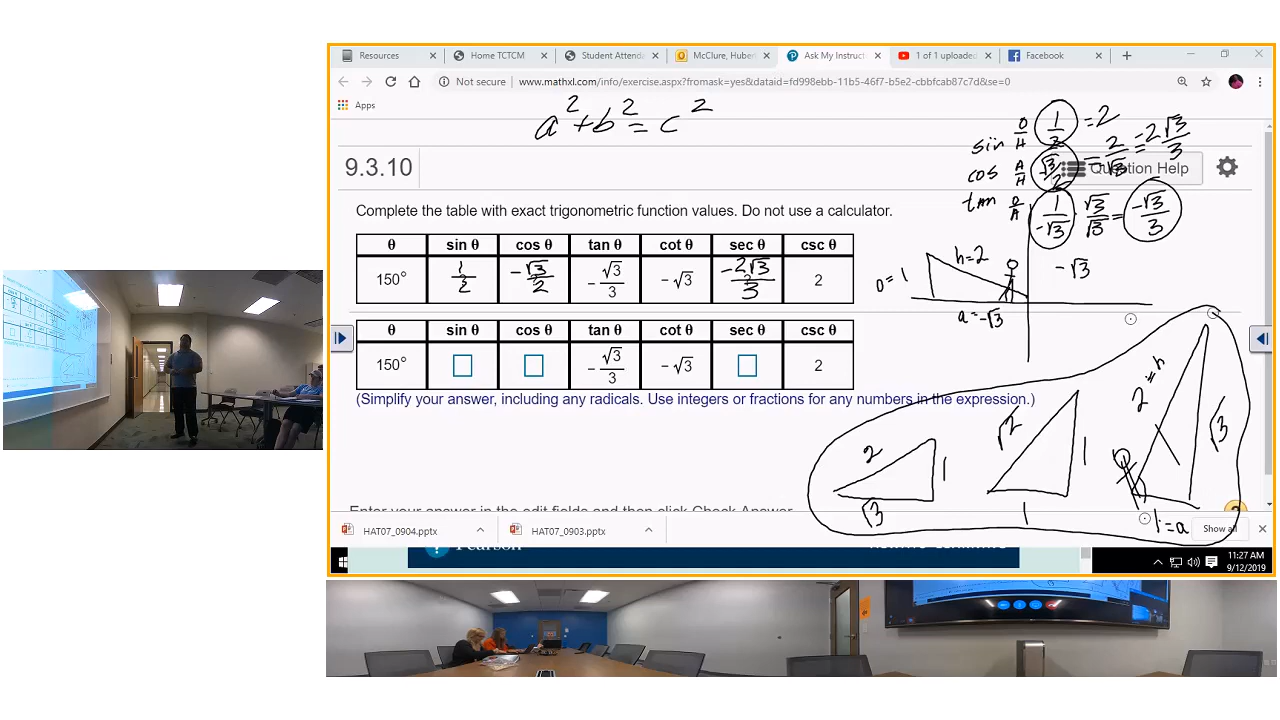 Resources
Home TCTCM
Student Attend
McClure, Huber
Ask My Instruct
1 of 1 uploaded
Facebook
Not secure | www.mathxl.com/info/exercise.aspx?fromask=yes&dataid=fd998ebb-11b5-46f7-b5e2-cbbfcab87c7d&se=0
Apps
a² + b² = c²
9.3.10
Question Help
sin O/H 1/2 = 2
cos A/H √3/2 = 2/√3 = 2√3/3
tan O/A 1/-√3 · √3/√3 = -√3/3
Complete the table with exact trigonometric function values. Do not use a calculator.
θ sin θ cos θ tan θ cot θ sec θ csc θ
150° 1/2 -√3/2 -√3/3 -√3 -2√3/3 2
h=2
o=1
a=-√3
-√3
θ sin θ cos θ tan θ cot θ sec θ csc θ
150° -√3/3 -√3 2
(Simplify your answer, including any radicals. Use integers or fractions for any numbers in the expression.)
2 1 √3
√2 1 1
2=h √3 1=a
Enter your answer in the edit fields and then click Check Answer.
HAT07_0904.pptx
HAT07_0903.pptx
Show all
Pearson
11:27 AM
9/12/2019